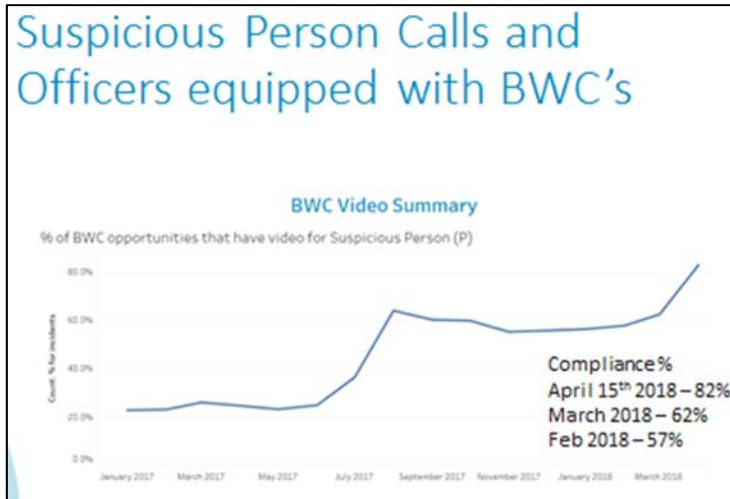 Suspicious Person Calls and
Officers equipped with BWC's
BWC Video Summary
% of BWC opportunities that have video for Suspicious Person (P)
Count, % for incidents
80.0%
60.0%
40.0%
20.0%
0.0%
Compliance %
April 15th 2018 – 82%
March 2018 – 62%
Feb 2018 – 57%
January 2017
March 2017
May 2017
July 2017
September 2017
November 2017
January 2018
March 2018